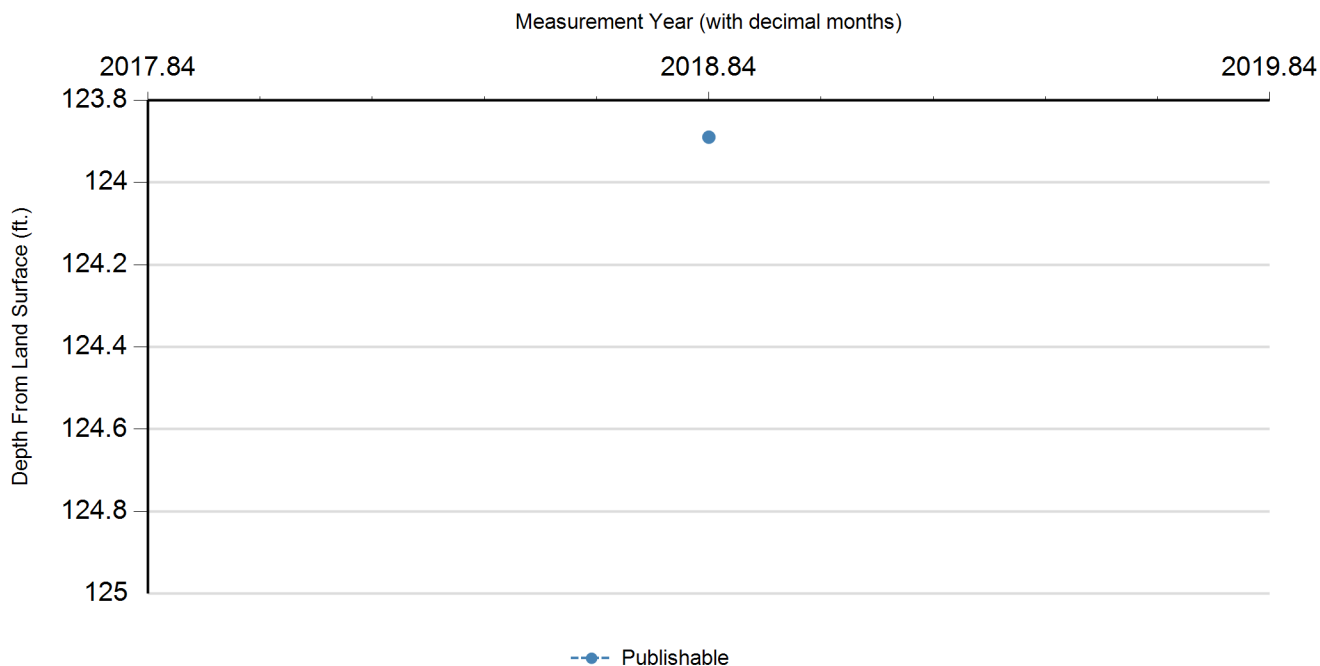 Measurement Year (with decimal months)
2017.84 2018.84 2019.84
123.8
124
124.2
124.4
124.6
124.8
125
Depth From Land Surface (ft.)
Publishable